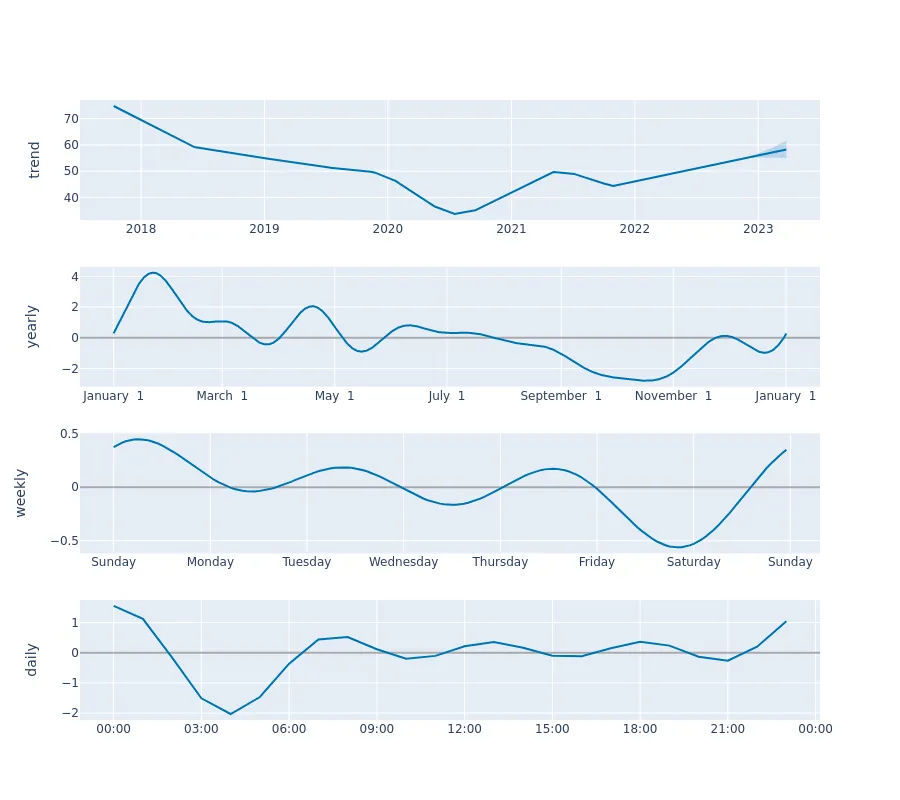 trend
70
60
50
40
2018 2019 2020 2021 2022 2023
yearly
4
2
0
−2
January 1 March 1 May 1 July 1 September 1 November 1 January 1
weekly
0.5
0
−0.5
Sunday Monday Tuesday Wednesday Thursday Friday Saturday Sunday
daily
1
0
−1
−2
00:00 03:00 06:00 09:00 12:00 15:00 18:00 21:00 00:00